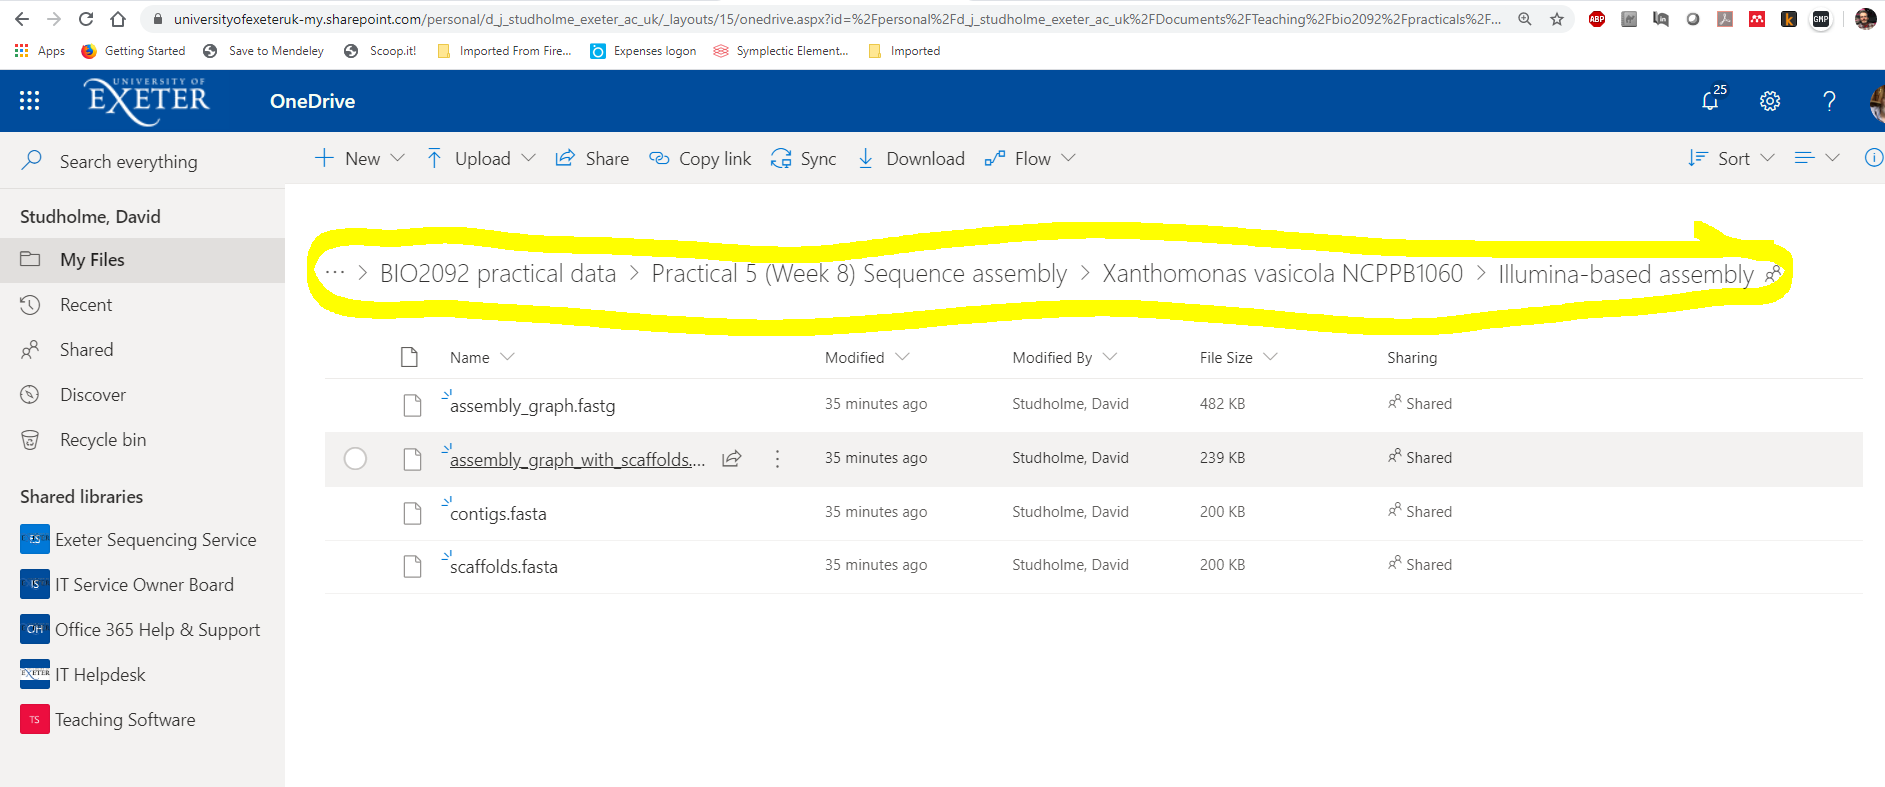 universityofexeteruk-my.sharepoint.com/personal/d_j_studholme_exeter_ac_uk/_layouts/15/onedrive.aspx?id=%2Fpersonal%2Fd_j_studholme_exeter_ac_uk%2FDocuments%2FTeaching%2Fbio2092%2Fpracticals%2F...
ABP GMP
Apps Getting Started Save to Mendeley Scoop.it! Imported From Fire... Expenses logon Symplectic Element... Imported
UNIVERSITY OF
EXETER OneDrive 25 ?
Search everything New Upload Share Copy link Sync Download Flow Sort
Studholme, David
My Files
Recent
Shared
Discover
Recycle bin
Shared libraries
ES Exeter Sequencing Service
IS IT Service Owner Board
O3H Office 365 Help & Support
EXETER IT Helpdesk
TS Teaching Software
··· > BIO2092 practical data > Practical 5 (Week 8) Sequence assembly > Xanthomonas vasicola NCPPB1060 > Illumina-based assembly
Name Modified Modified By File Size Sharing
assembly_graph.fastg 35 minutes ago Studholme, David 482 KB Shared
assembly_graph_with_scaffolds.... 35 minutes ago Studholme, David 239 KB Shared
contigs.fasta 35 minutes ago Studholme, David 200 KB Shared
scaffolds.fasta 35 minutes ago Studholme, David 200 KB Shared